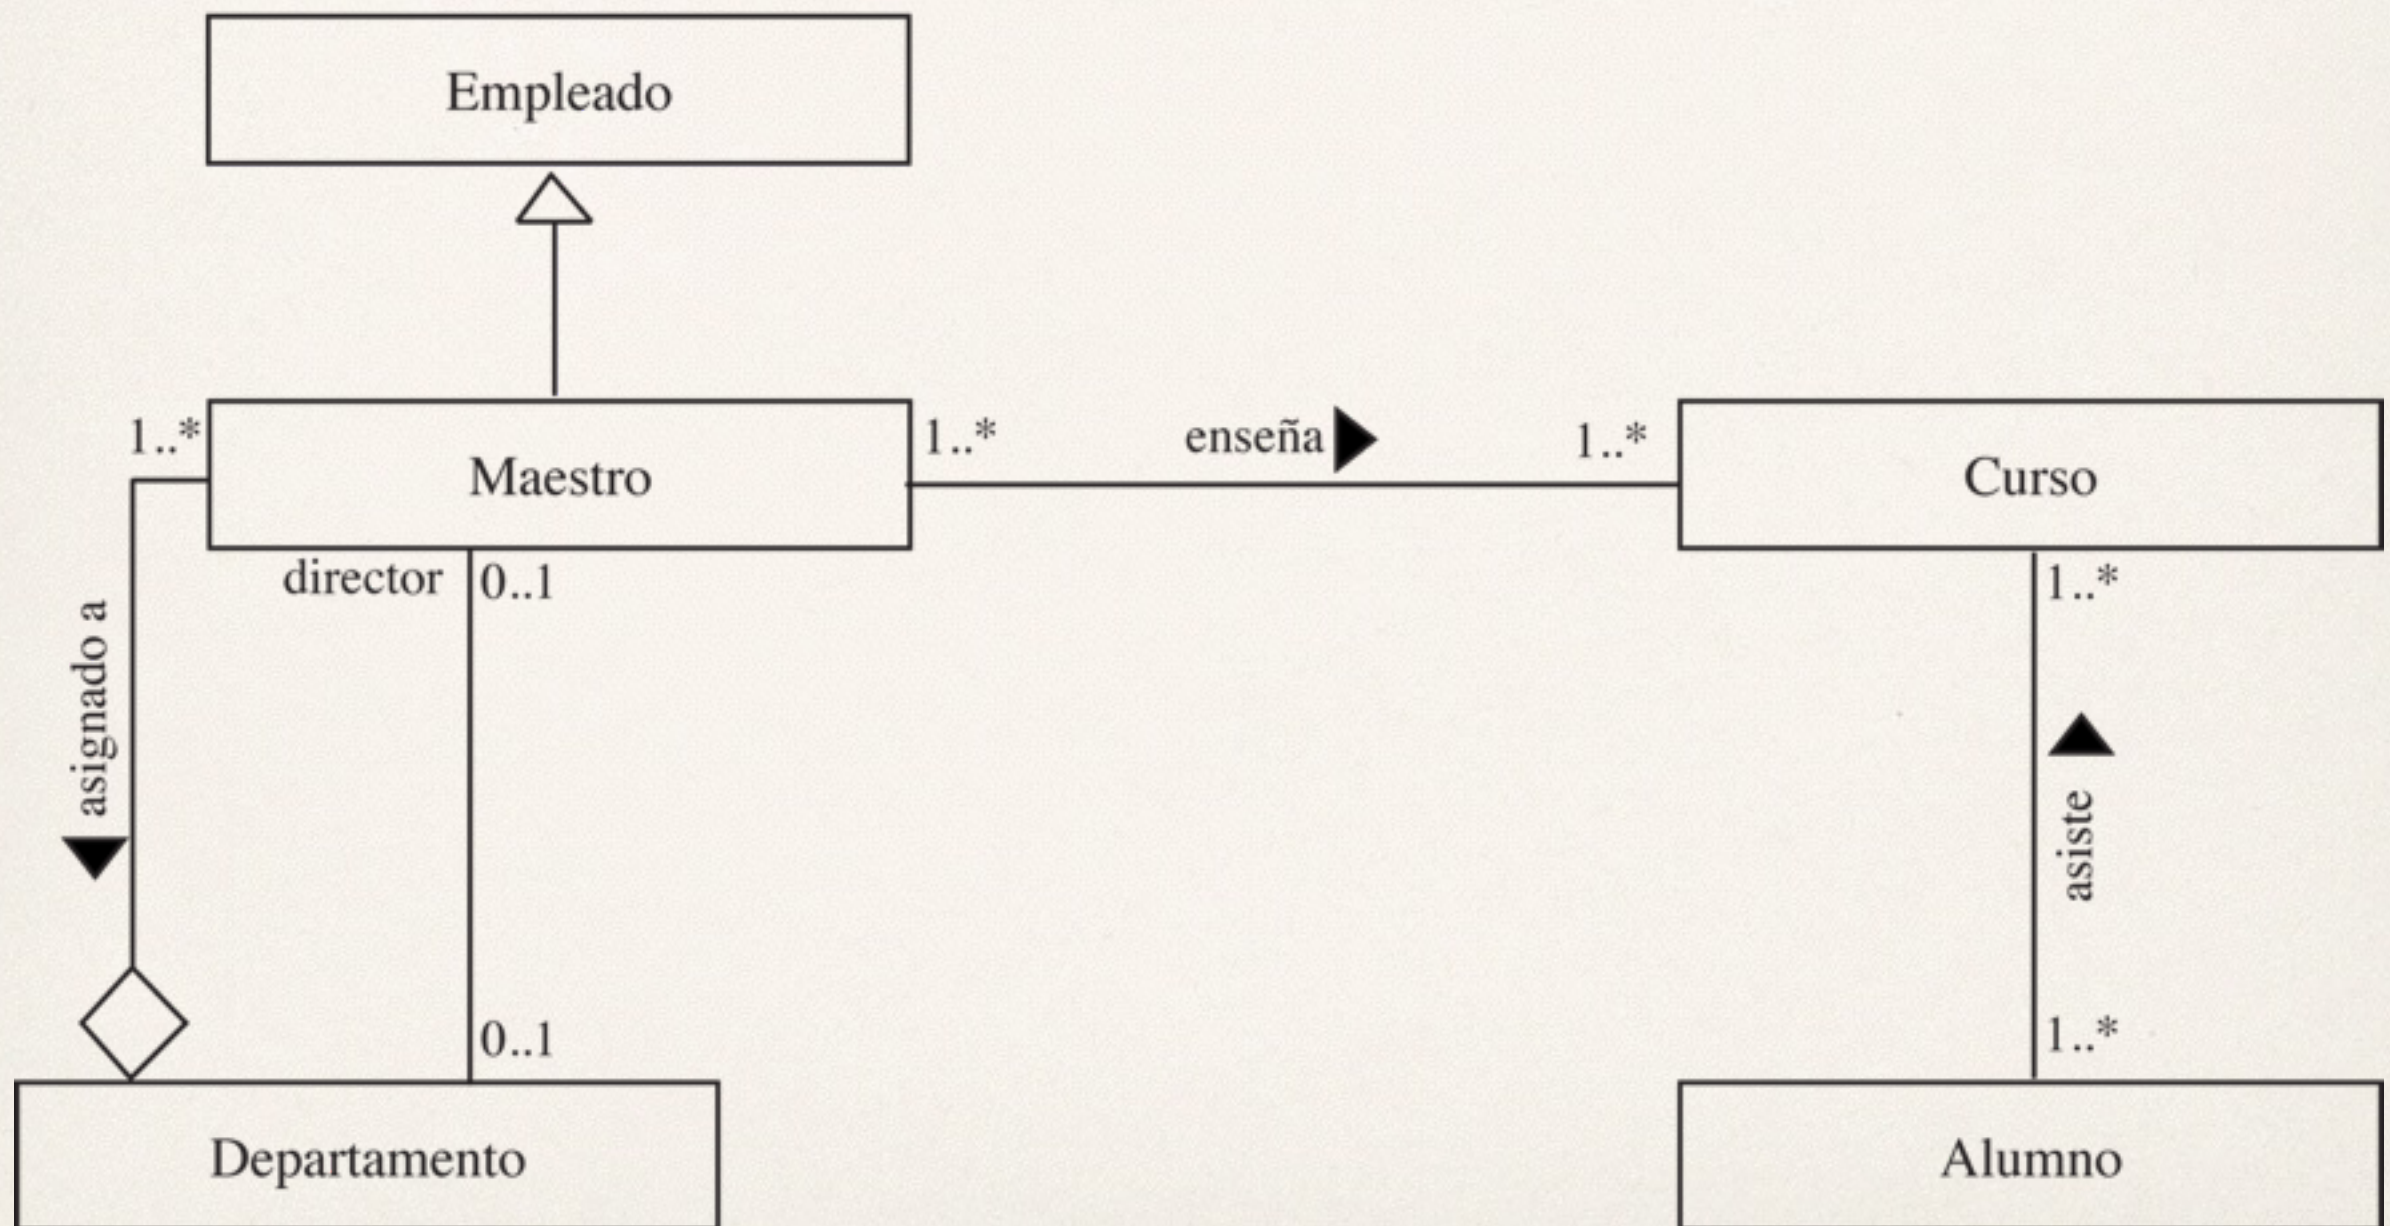 Empleado
1..*
Maestro
1..*
enseña
1..*
Curso
director
0..1
1..*
asignado a
asiste
0..1
1..*
Departamento
Alumno